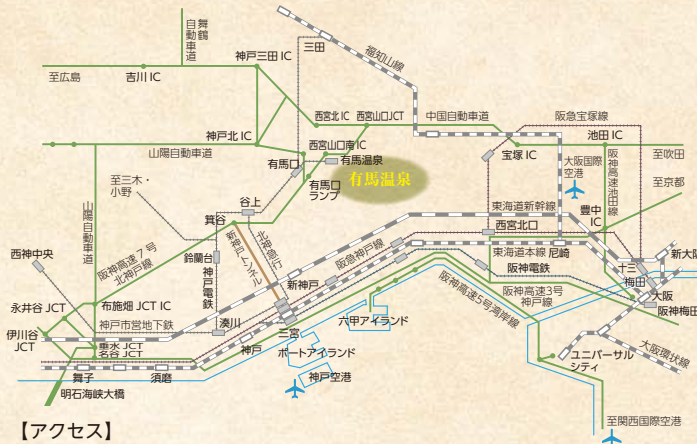 舞鶴
自動車道
三田
福知山線
神戸三田 IC
至広島
吉川 IC
西宮北 IC
西宮山口JCT
中国自動車道
阪急宝塚線
池田 IC
神戸北 IC
山陽自動車道
西宮山口南 IC
宝塚 IC
大阪国際
空港
阪神高速池田線
至吹田
有馬口
有馬温泉
有馬温泉
至三木・
小野
有馬口
ランプ
至京都
谷上
東海道新幹線
豊中
IC
山陽自動車道
箕谷
西宮北口
西神中央
阪神高速7号
北神戸線
鈴蘭台
北神急行
新神戸トンネル
阪急神戸線
東海道本線
尼崎
新大阪
十三
神戸電鉄
新神戸
阪神電鉄
梅田
大阪
永井谷 JCT
布施畑 JCT IC
阪神高速3号
神戸線
阪神梅田
神戸市営地下鉄
湊川
三宮
六甲アイランド
阪神高速5号湾岸線
伊川谷
JCT
垂水 JCT
名谷 JCT
神戸
ポートアイランド
ユニバーサル
シティ
大阪環状線
舞子
須磨
神戸空港
明石海峡大橋
至関西国際空港
【アクセス】